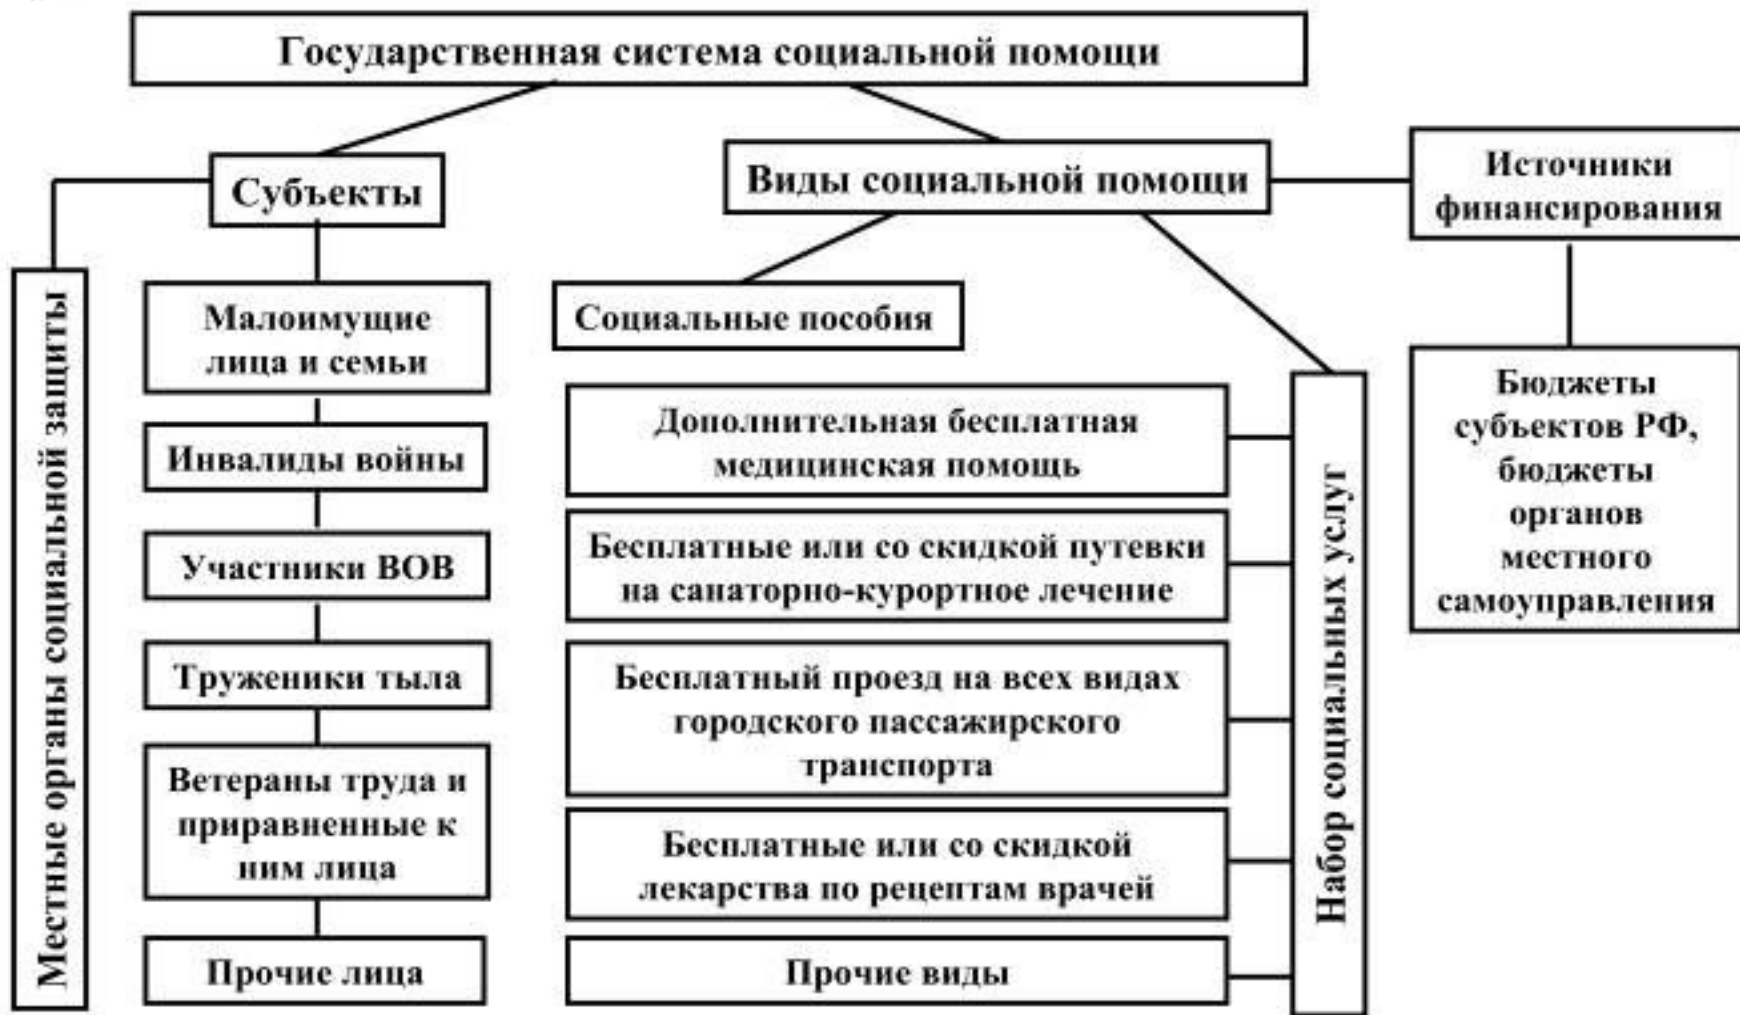 Государственная система социальной помощи
Субъекты
Виды социальной помощи
Источники
финансирования
Местные органы социальной защиты
Малоимущие
лица и семьи
Инвалиды войны
Участники ВОВ
Труженики тыла
Ветераны труда и
приравненные к
ним лица
Прочие лица
Социальные пособия
Дополнительная бесплатная
медицинская помощь
Бесплатные или со скидкой путевки
на санаторно-курортное лечение
Бесплатный проезд на всех видах
городского пассажирского
транспорта
Бесплатные или со скидкой
лекарства по рецептам врачей
Прочие виды
Набор социальных услуг
Бюджеты
субъектов РФ,
бюджеты
органов
местного
самоуправления